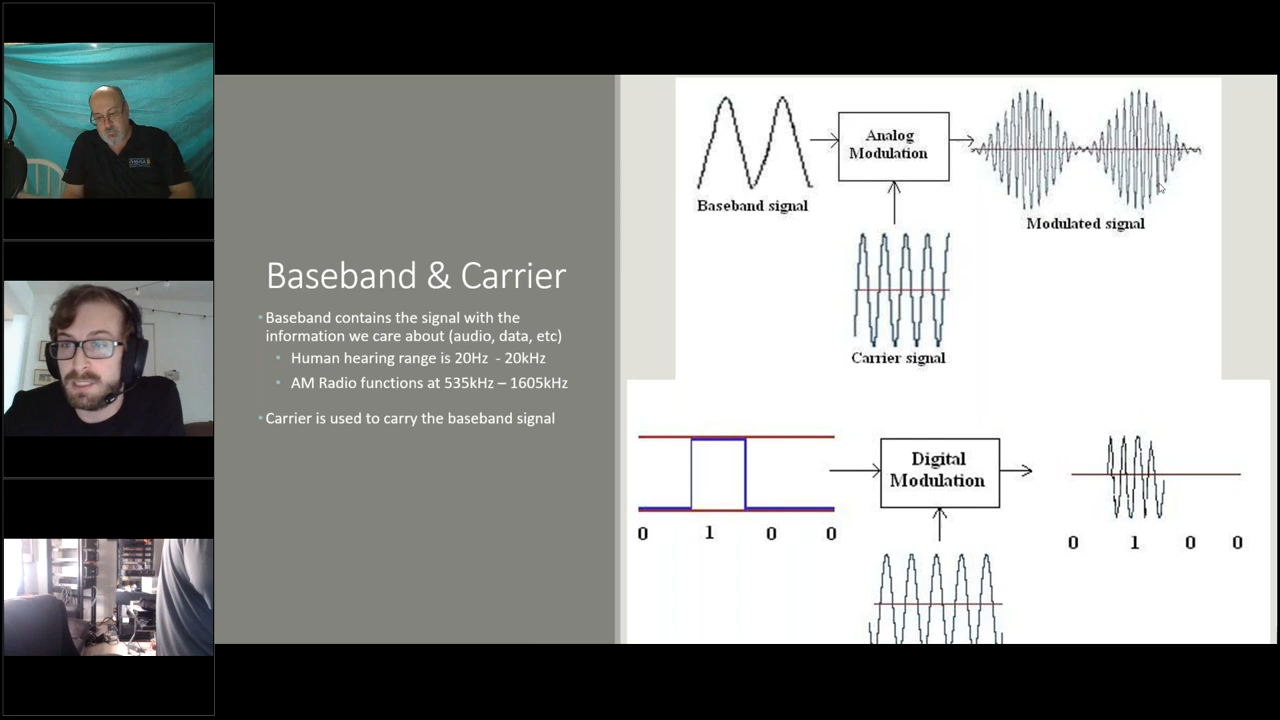 Baseband & Carrier
Baseband contains the signal with the
information we care about (audio, data, etc)
Human hearing range is 20Hz - 20kHz
AM Radio functions at 535kHz – 1605kHz
Carrier is used to carry the baseband signal
Analog
Modulation
Baseband signal
Modulated signal
Carrier signal
Digital
Modulation
0 1 0 0
0 1 0 0